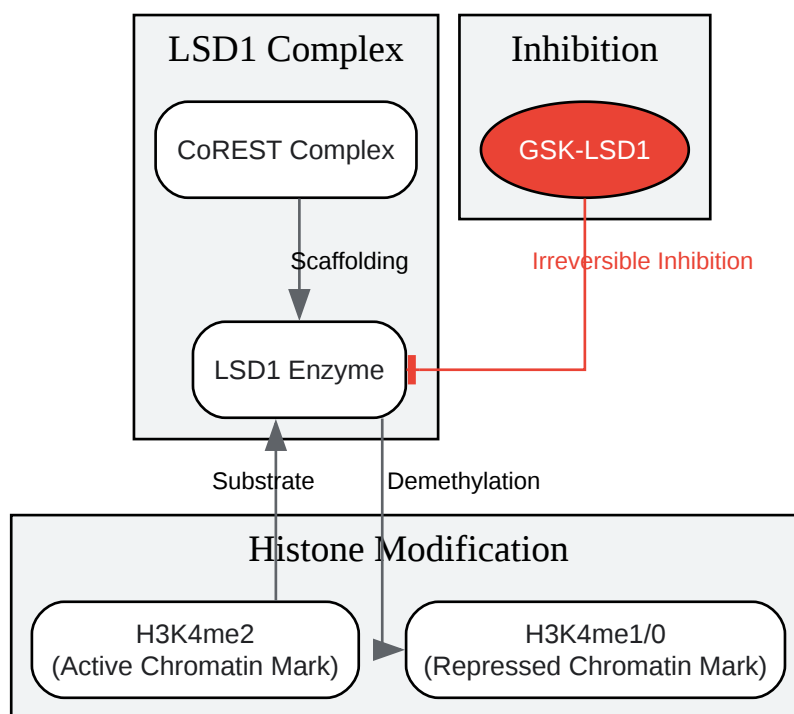 LSD1 Complex
Inhibition
CoREST Complex
GSK-LSD1
Scaffolding
Irreversible Inhibition
LSD1 Enzyme
Substrate
Demethylation
Histone Modification
H3K4me2
(Active Chromatin Mark)
H3K4me1/0
(Repressed Chromatin Mark)